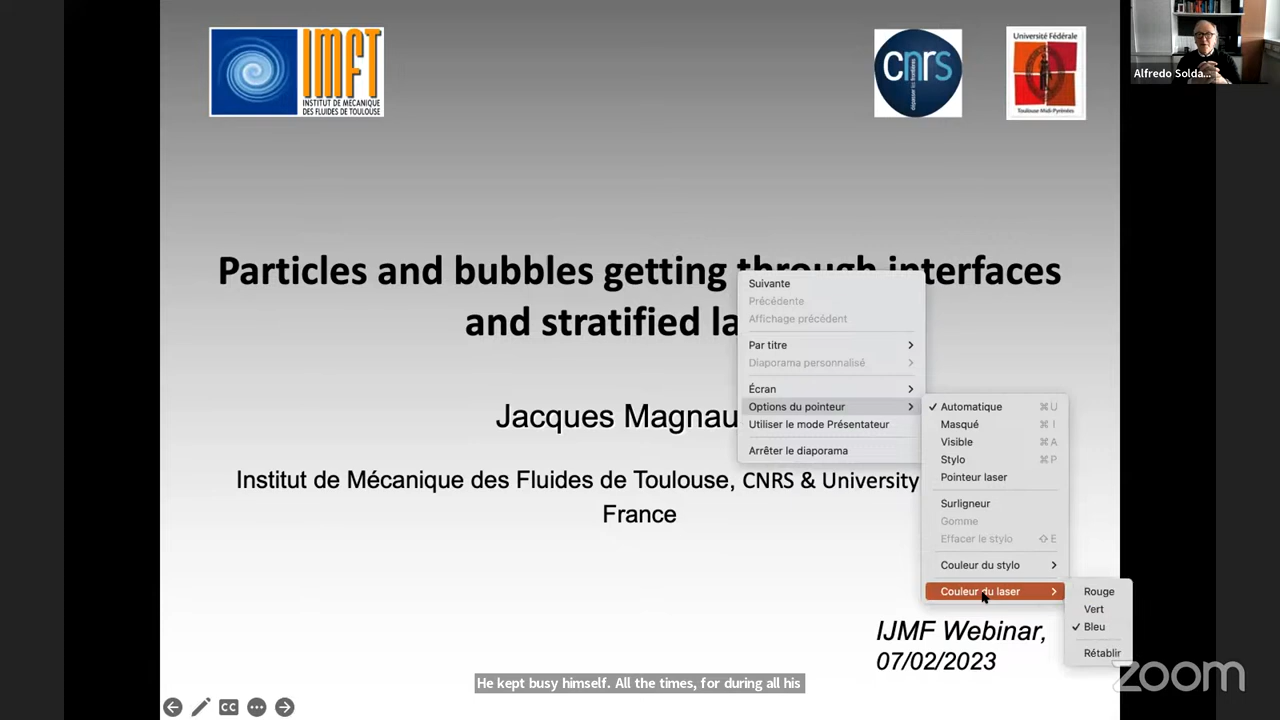 IMFT
INSTITUT DE MÉCANIQUE
DES FLUIDES DE TOULOUSE
cnrs
dépasser les frontières
Université Fédérale
Toulouse Midi-Pyrénées
Alfredo Solda...
Particles and bubbles getting through interfaces
and stratified la
Jacques Magnau
Institut de Mécanique des Fluides de Toulouse, CNRS & University
France
IJMF Webinar,
07/02/2023
Suivante
Précédente
Affichage précédent
Par titre
Diaporama personnalisé
Écran
Options du pointeur
Utiliser le mode Présentateur
Arrêter le diaporama
Automatique ⌘ U
Masqué ⌘ I
Visible ⌘ A
Stylo ⌘ P
Pointeur laser
Surligneur
Gomme
Effacer le stylo ⇧ E
Couleur du stylo
Couleur du laser
Rouge
Vert
Bleu
Rétablir
He kept busy himself. All the times, for during all his
CC
zoom